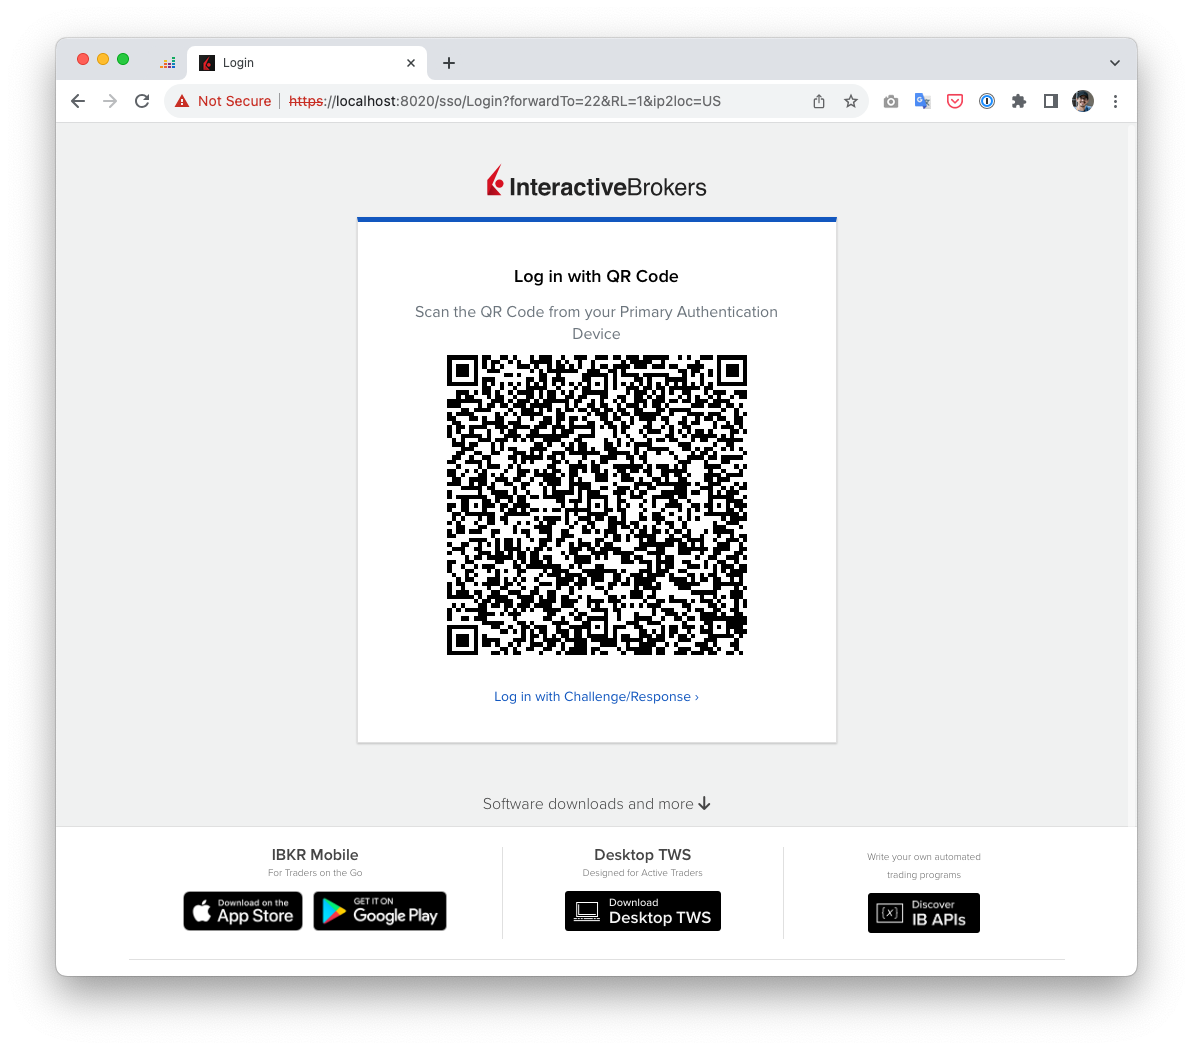 Login
Not Secure https://localhost:8020/sso/Login?forwardTo=22&RL=1&ip2loc=US
InteractiveBrokers
Log in with QR Code
Scan the QR Code from your Primary Authentication
Device
Log in with Challenge/Response ›
Software downloads and more
IBKR Mobile
For Traders on the Go
Download on the
App Store
GET IT ON
Google Play
Desktop TWS
Designed for Active Traders
Download
Desktop TWS
Write your own automated
trading programs
{x}
Discover
IB APIs